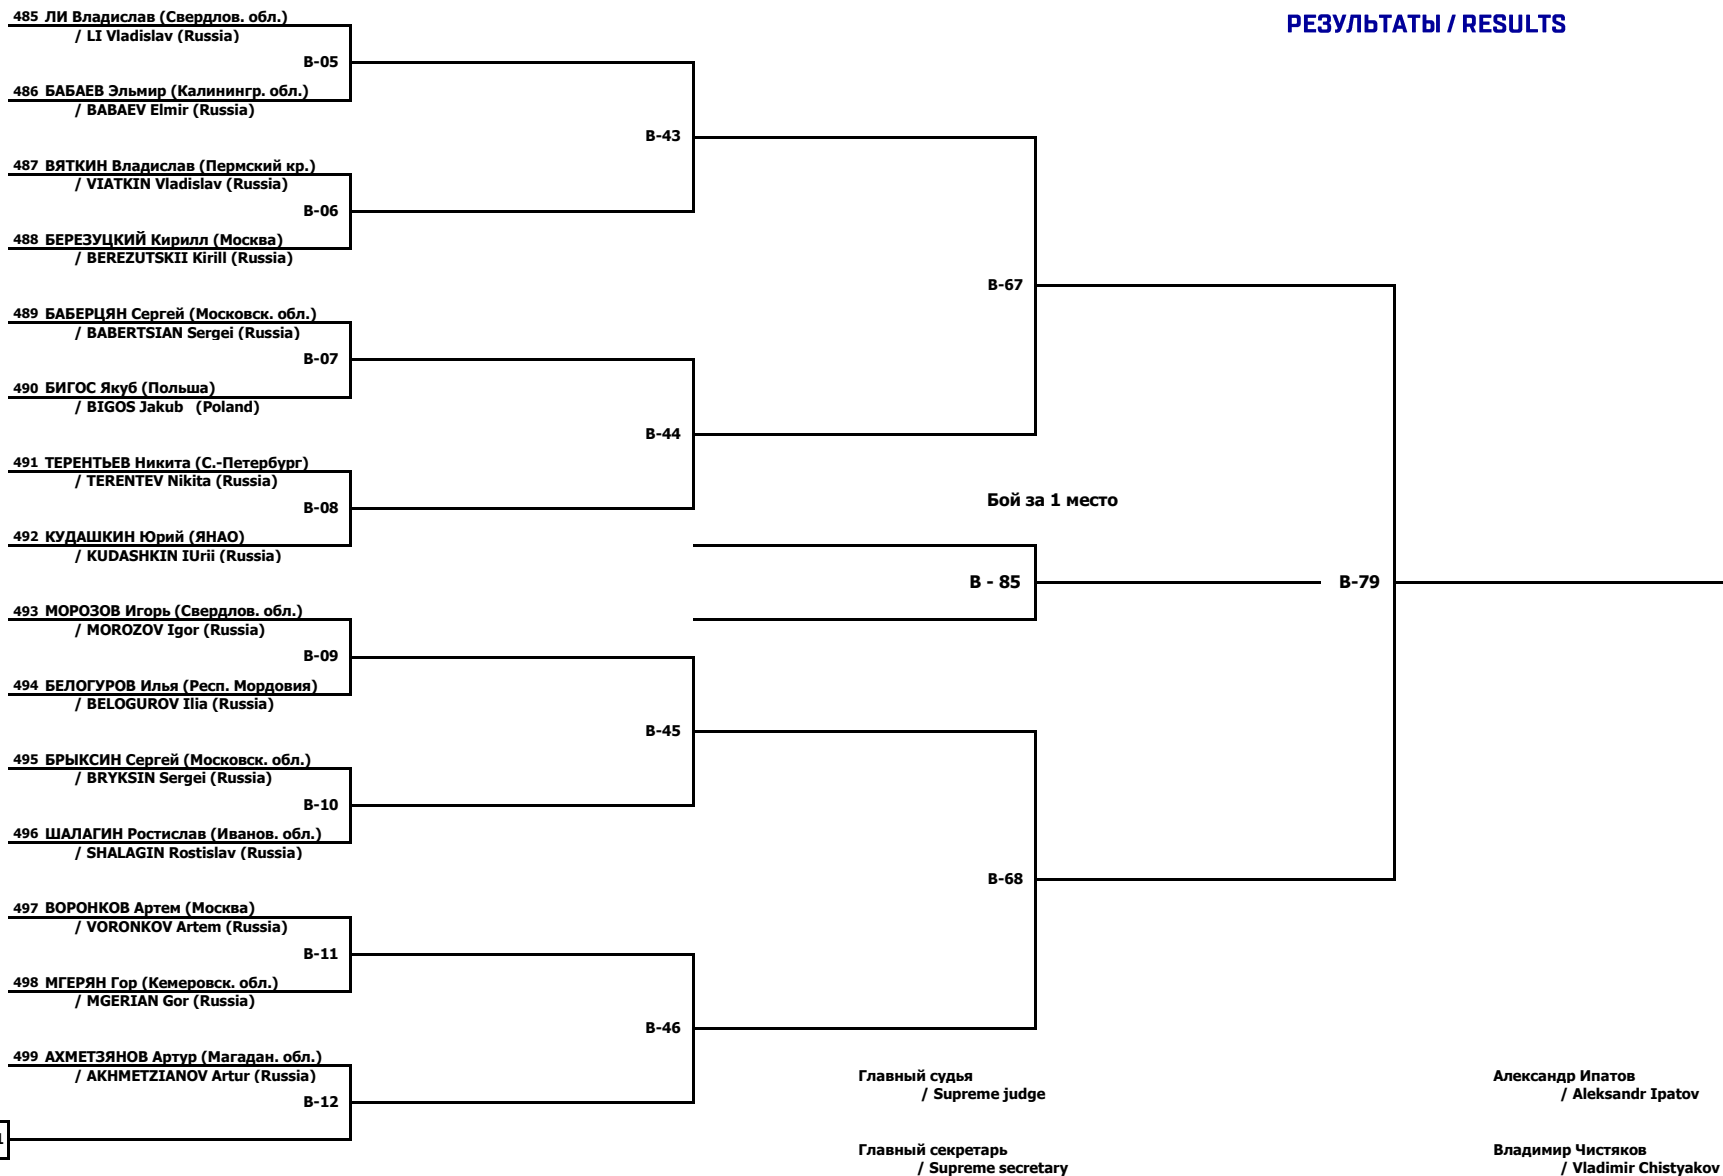 485 ЛИ Владислав (Свердлов. обл.)
/ LI Vladislav (Russia)
РЕЗУЛЬТАТЫ / RESULTS
B-05
486 БАБАЕВ Эльмир (Калинингр. обл.)
/ BABAEV Elmir (Russia)
B-43
487 ВЯТКИН Владислав (Пермский кр.)
/ VIATKIN Vladislav (Russia)
B-06
488 БЕРЕЗУЦКИЙ Кирилл (Москва)
/ BEREZUTSKII Kirill (Russia)
B-67
489 БАБЕРЦЯН Сергей (Московск. обл.)
/ BABERTSIAN Sergei (Russia)
B-07
490 БИГОС Якуб (Польша)
/ BIGOS Jakub (Poland)
B-44
491 ТЕРЕНТЬЕВ Никита (С.-Петербург)
/ TERENTEV Nikita (Russia)
B-08
Бой за 1 место
492 КУДАШКИН Юрий (ЯНАО)
/ KUDASHKIN IUrii (Russia)
B - 85
B-79
493 МОРОЗОВ Игорь (Свердлов. обл.)
/ MOROZOV Igor (Russia)
B-09
494 БЕЛОГУРОВ Илья (Респ. Мордовия)
/ BELOGUROV Ilia (Russia)
B-45
495 БРЫКСИН Сергей (Московск. обл.)
/ BRYKSIN Sergei (Russia)
B-10
496 ШАЛАГИН Ростислав (Иванов. обл.)
/ SHALAGIN Rostislav (Russia)
B-68
497 ВОРОНКОВ Артем (Москва)
/ VORONKOV Artem (Russia)
B-11
498 МГЕРЯН Гор (Кемеровск. обл.)
/ MGERIAN Gor (Russia)
B-46
499 АХМЕТЗЯНОВ Артур (Магадан. обл.)
/ AKHMETZIANOV Artur (Russia)
B-12
Главный судья
/ Supreme judge
Александр Ипатов
/ Aleksandr Ipatov
Главный секретарь
/ Supreme secretary
Владимир Чистяков
/ Vladimir Chistyakov